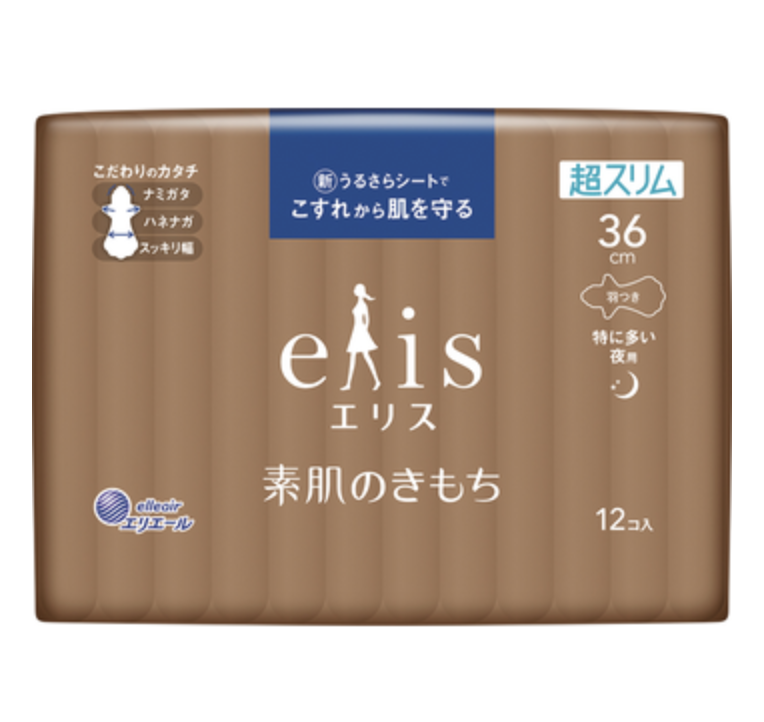 こだわりのカタチ
ナミガタ
ハネナガ
スッキリ幅
新うるさらシートで
こすれから肌を守る
超スリム
36
cm
羽つき
特に多い
夜用
elis
エリス
素肌のきもち
elleair
エリエール
12コ入